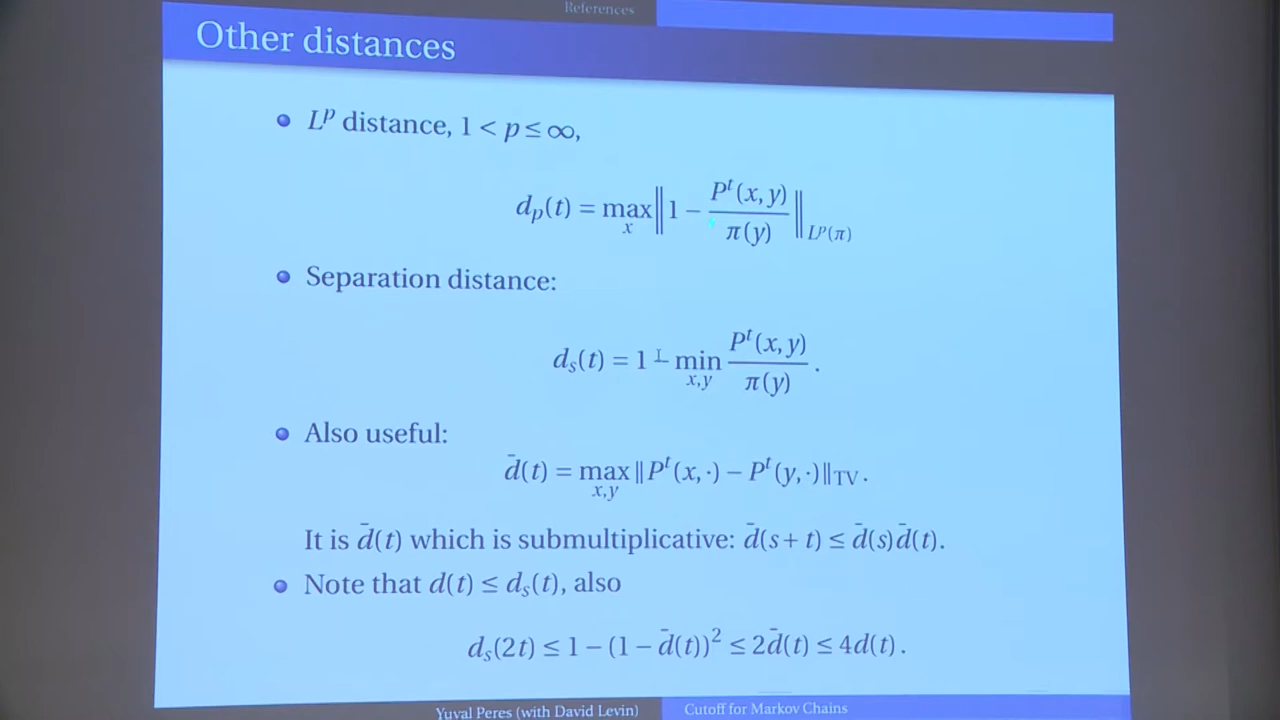 References
Other distances
L^p distance, 1 < p ≤ ∞,
d_p(t) = max_x ‖1 − P^t(x, y) / π(y)‖_{L^p(π)}
Separation distance:
d_s(t) = 1 − min_{x,y} P^t(x, y) / π(y) .
Also useful:
d̄(t) = max_{x,y} ‖P^t(x, ·) − P^t(y, ·)‖_TV .
It is d̄(t) which is submultiplicative: d̄(s + t) ≤ d̄(s)d̄(t).
Note that d(t) ≤ d_s(t), also
d_s(2t) ≤ 1 − (1 − d̄(t))^2 ≤ 2d̄(t) ≤ 4d(t) .
Yuval Peres (with David Levin) Cutoff for Markov Chains